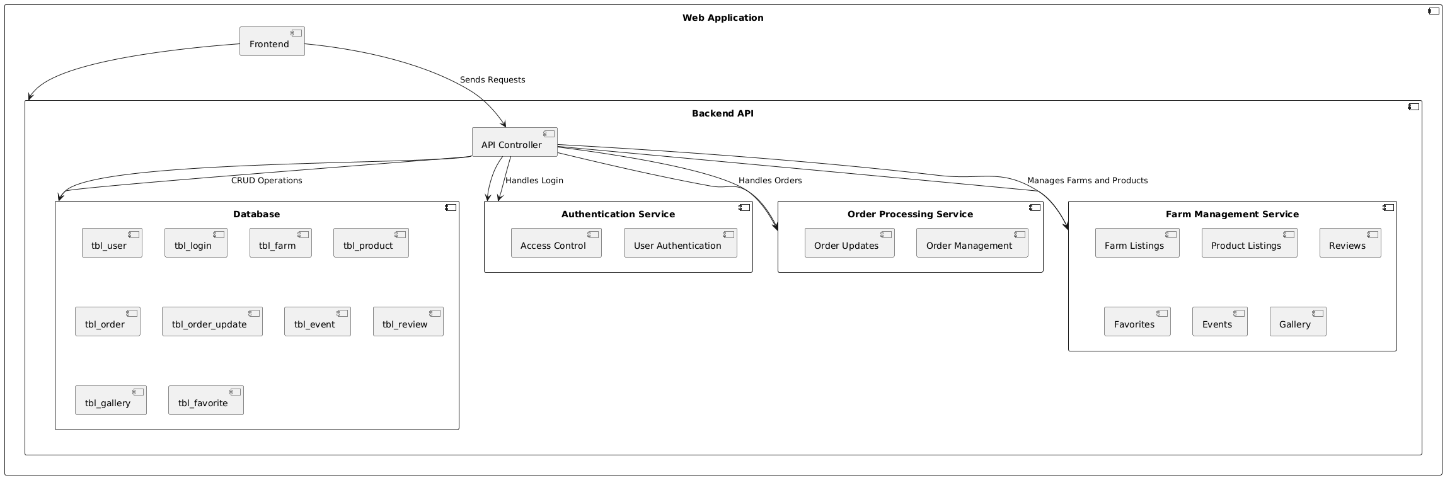 Web Application
Frontend
Sends Requests
Backend API
API Controller
CRUD Operations
Handles Login
Handles Orders
Manages Farms and Products
Database
tbl_user
tbl_login
tbl_farm
tbl_product
tbl_order
tbl_order_update
tbl_event
tbl_review
tbl_gallery
tbl_favorite
Authentication Service
Access Control
User Authentication
Order Processing Service
Order Updates
Order Management
Farm Management Service
Farm Listings
Product Listings
Reviews
Favorites
Events
Gallery